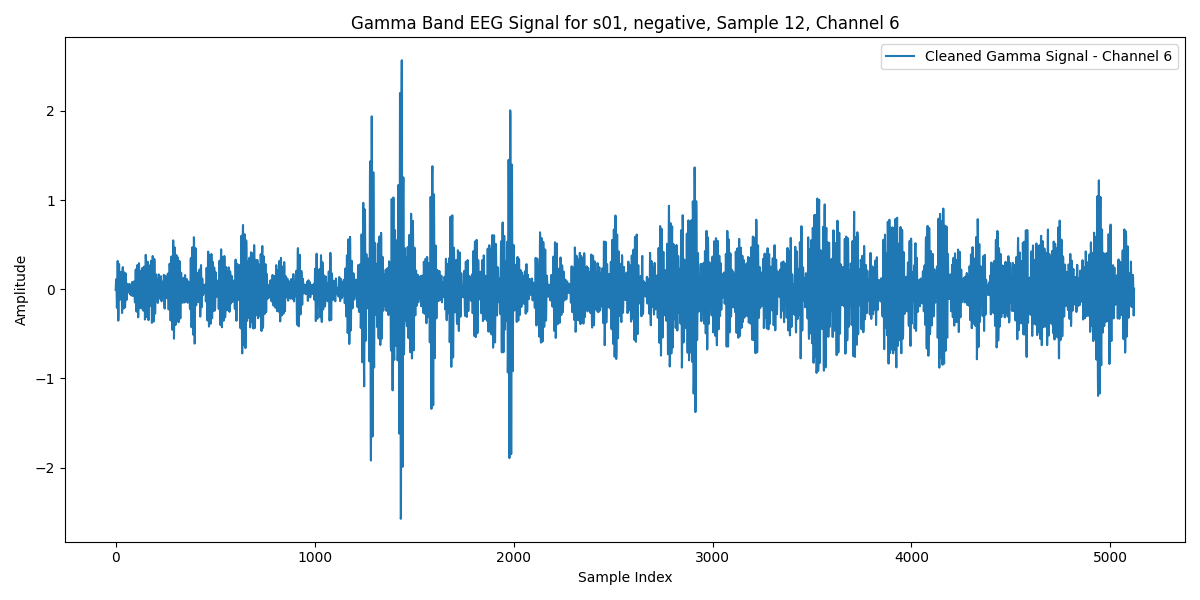 Gamma Band EEG Signal for s01, negative, Sample 12, Channel 6
Cleaned Gamma Signal - Channel 6
2
1
0
−1
−2
Amplitude
0 1000 2000 3000 4000 5000
Sample Index